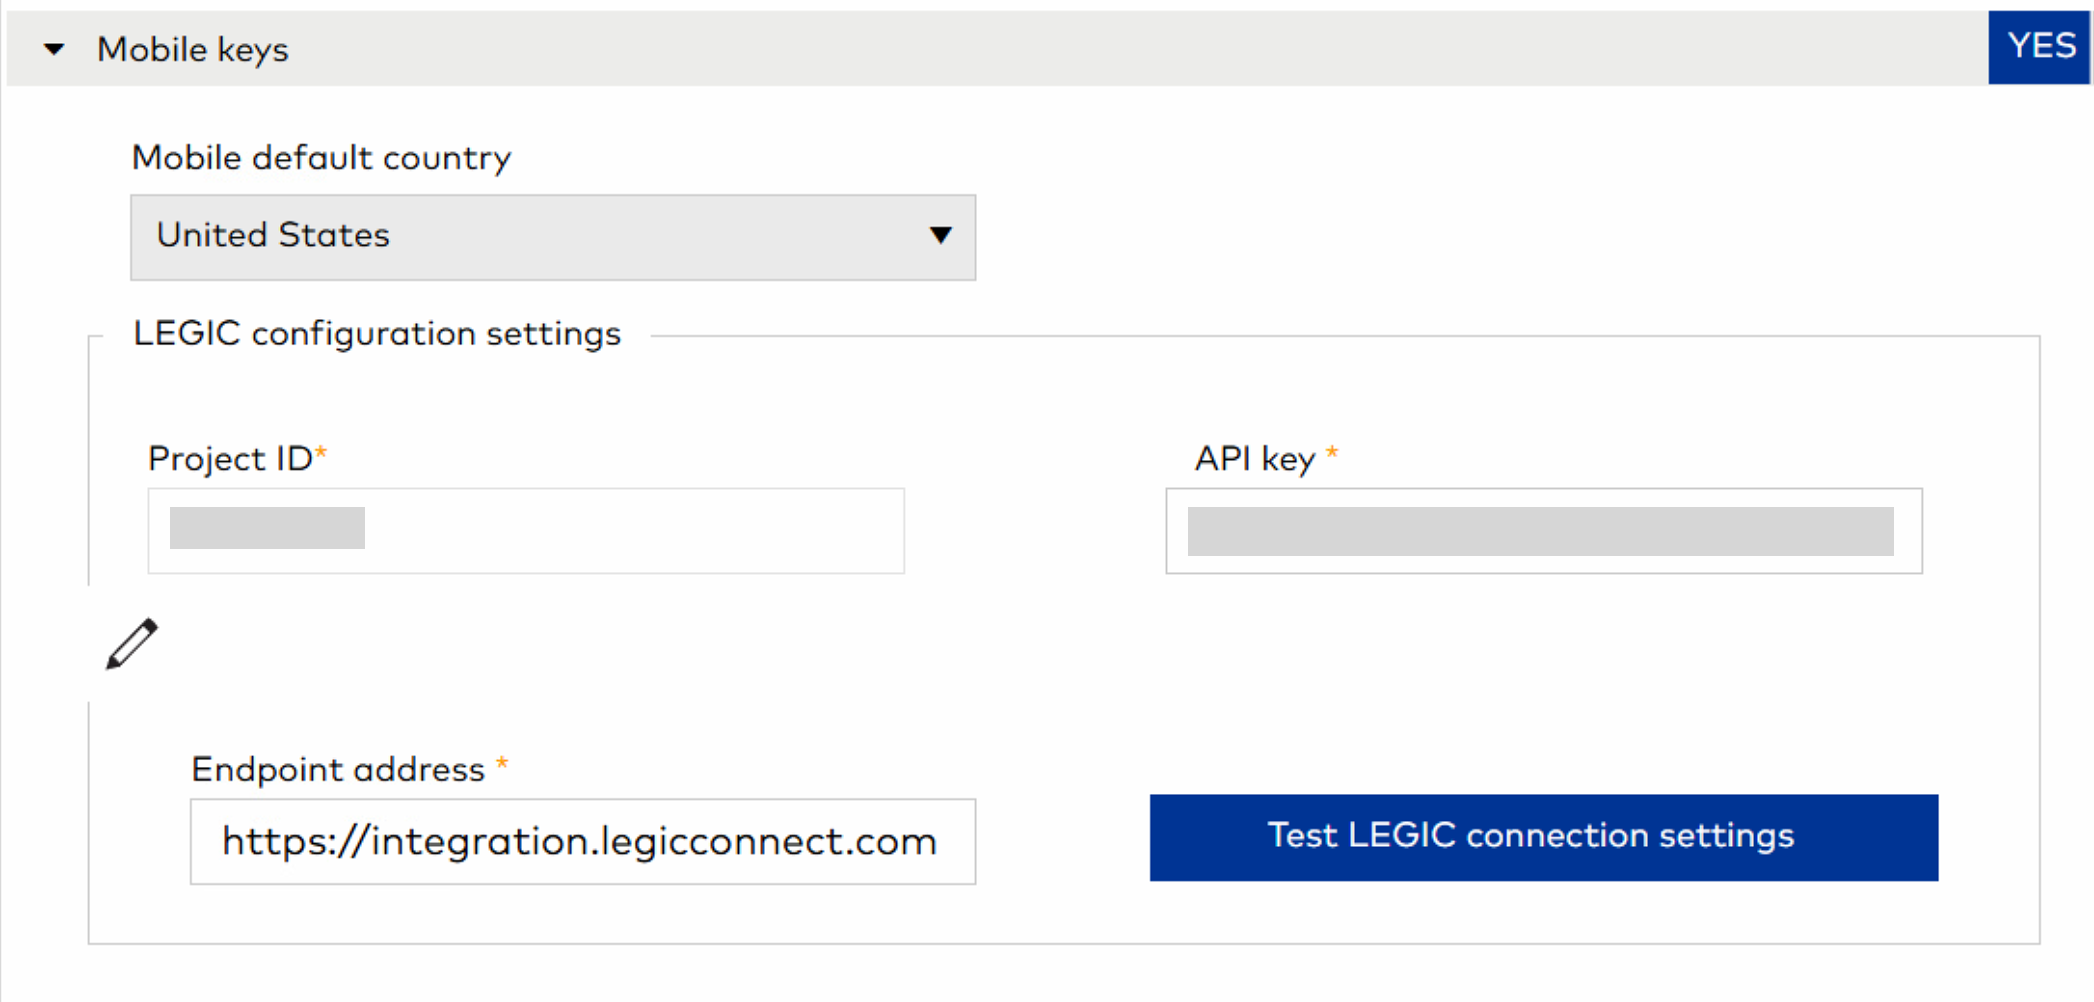 Mobile keys
YES
Mobile default country
United States
LEGIC configuration settings
Project ID*
API key *
Endpoint address *
https://integration.legicconnect.com
Test LEGIC connection settings